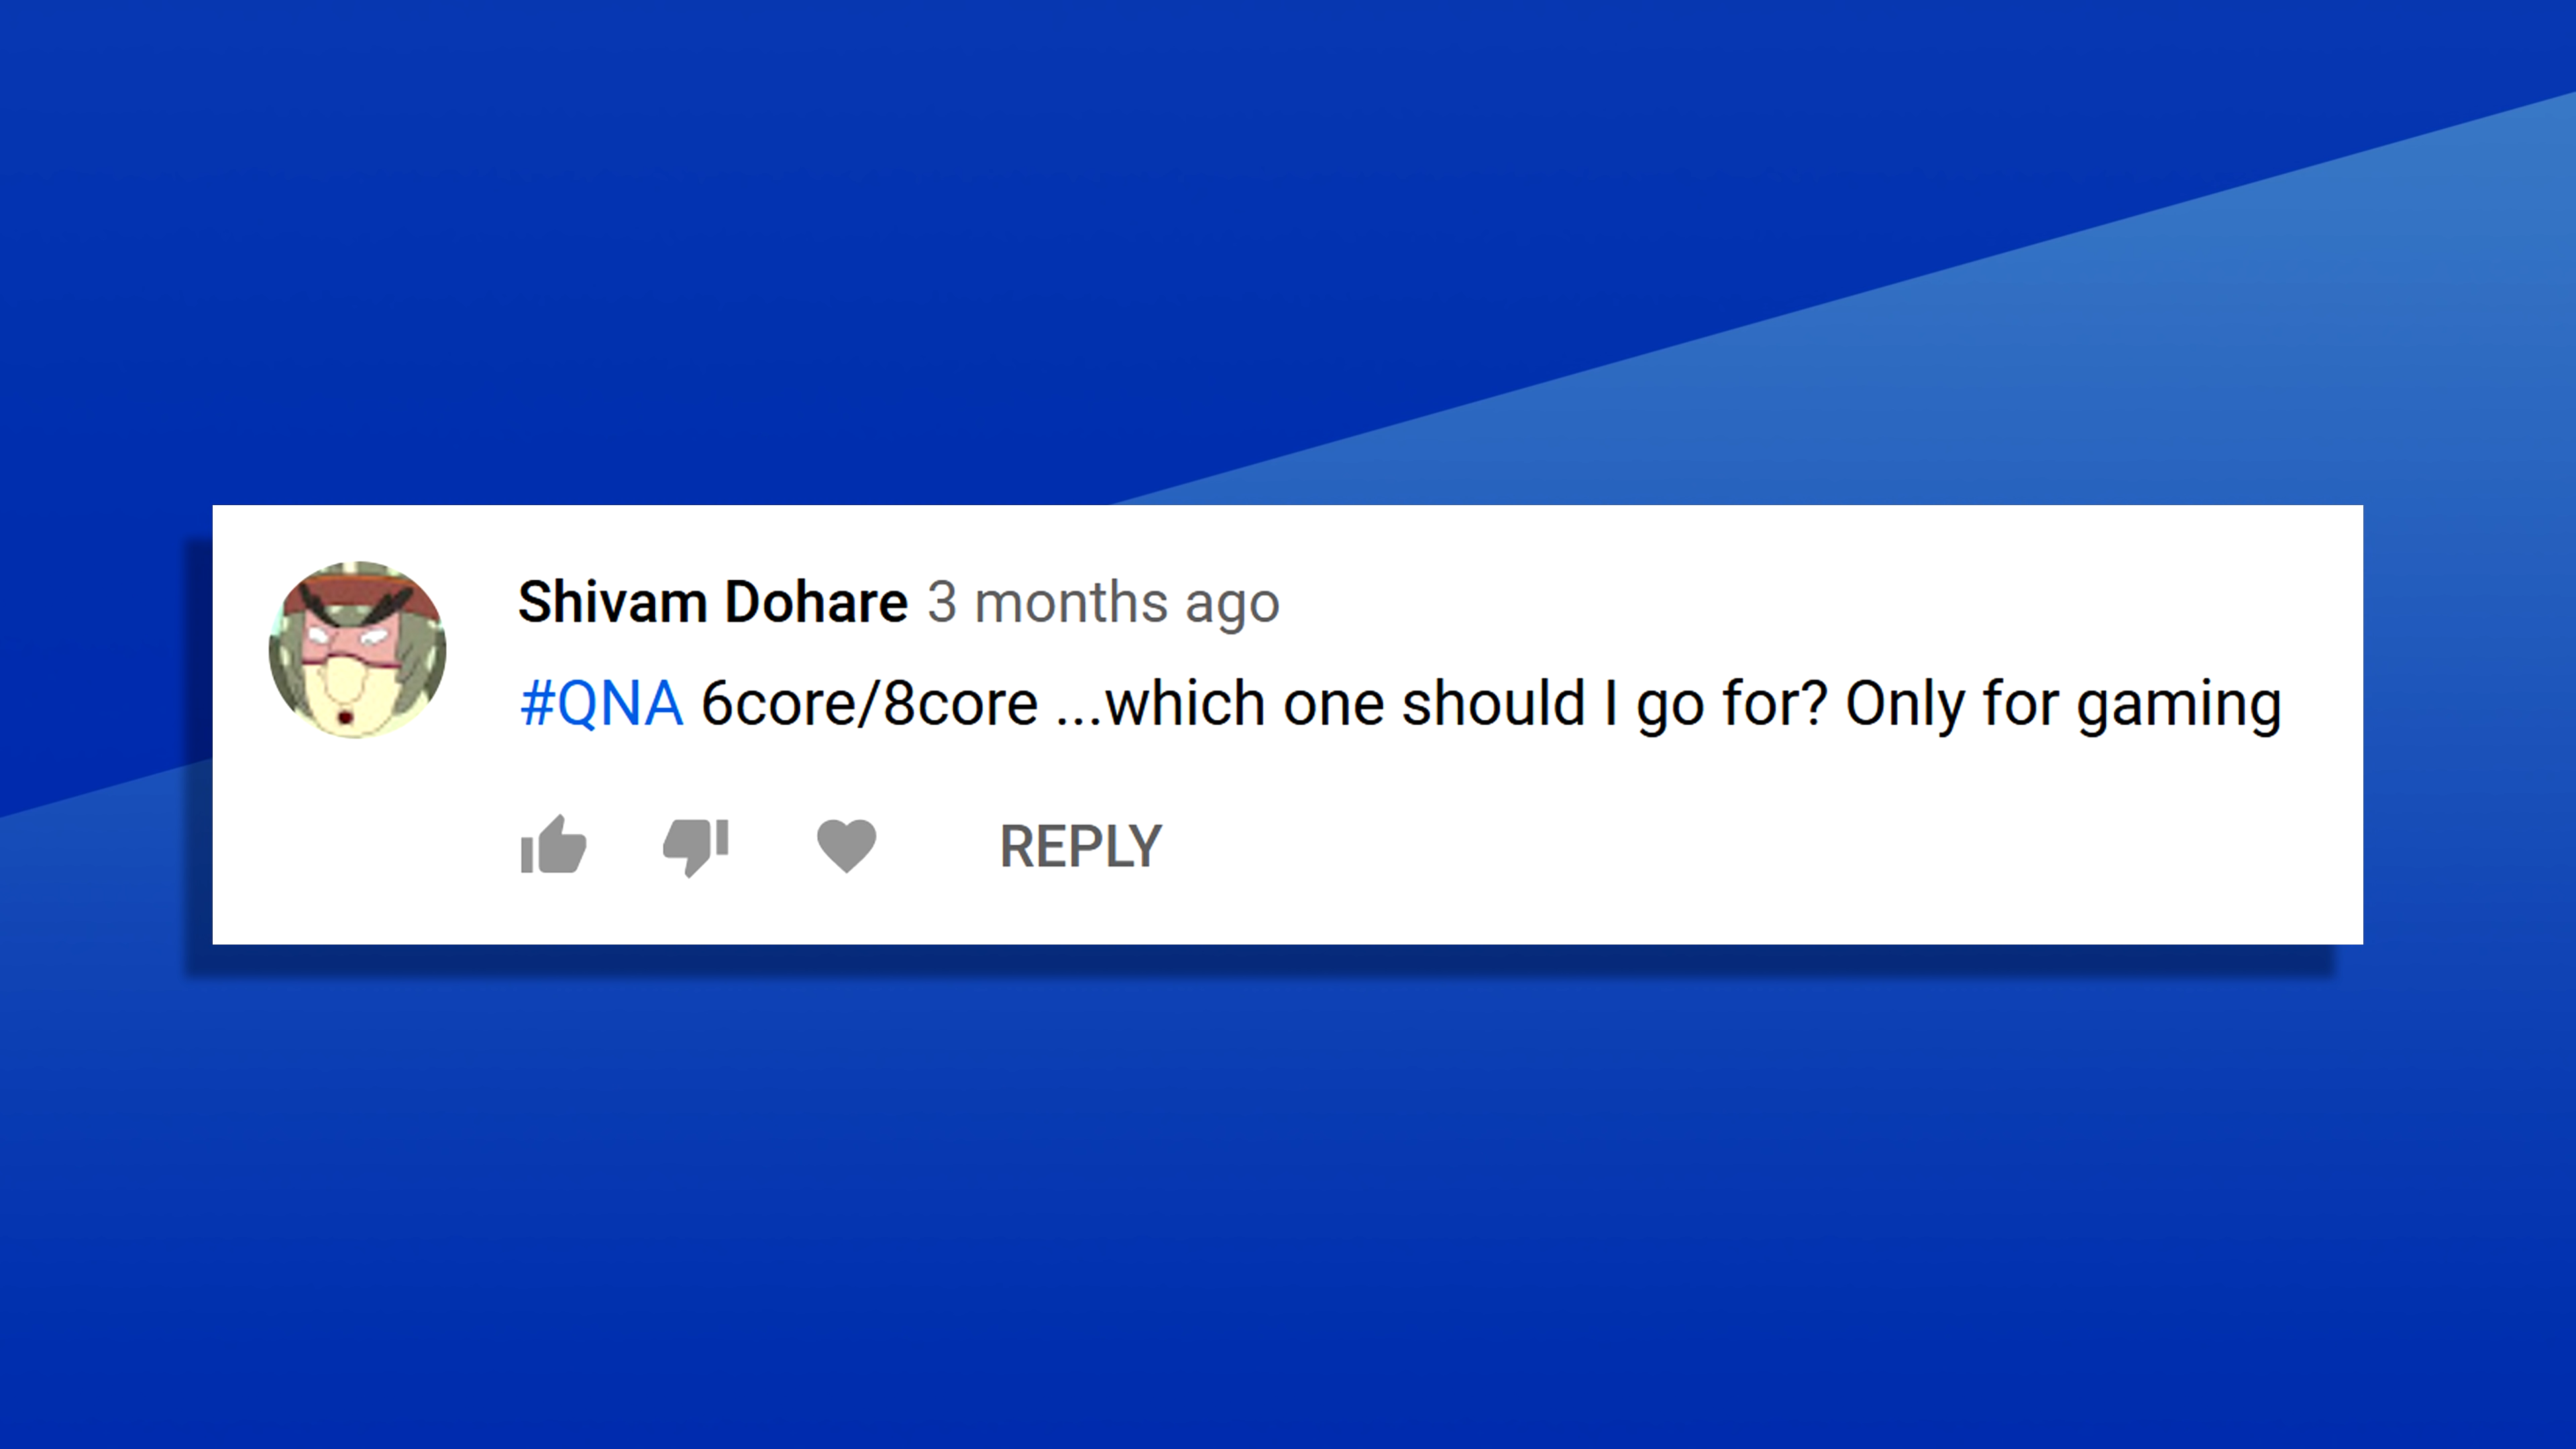 Shivam Dohare 3 months ago
#QNA 6core/8core ...which one should I go for? Only for gaming
REPLY